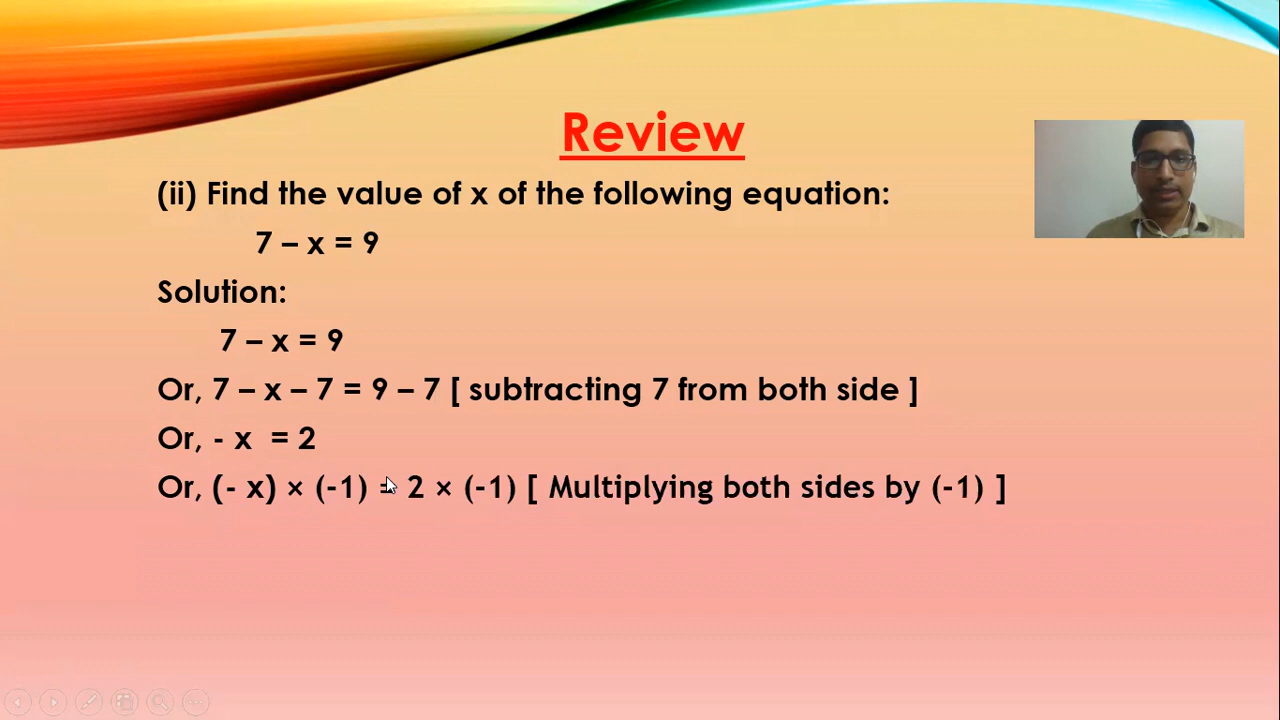 Review
(ii) Find the value of x of the following equation:
7 – x = 9
Solution:
7 – x = 9
Or, 7 – x – 7 = 9 – 7 [ subtracting 7 from both side ]
Or, - x = 2
Or, (- x) × (-1) = 2 × (-1) [ Multiplying both sides by (-1) ]